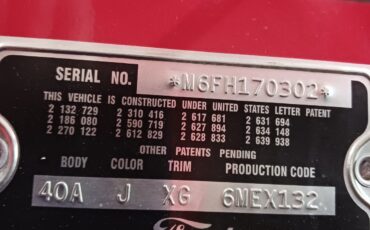 SERIAL NO. *M6FH170302*
THIS VEHICLE IS CONSTRUCTED UNDER UNITED STATES LETTER PATENT
2 132 729 2 310 416 2 617 681 2 631 694
2 186 080 2 590 719 2 627 894 2 634 148
2 270 122 2 612 829 2 628 833 2 639 938
OTHER PATENTS PENDING
BODY COLOR TRIM PRODUCTION CODE
40A J XG 6MEX132
Ford